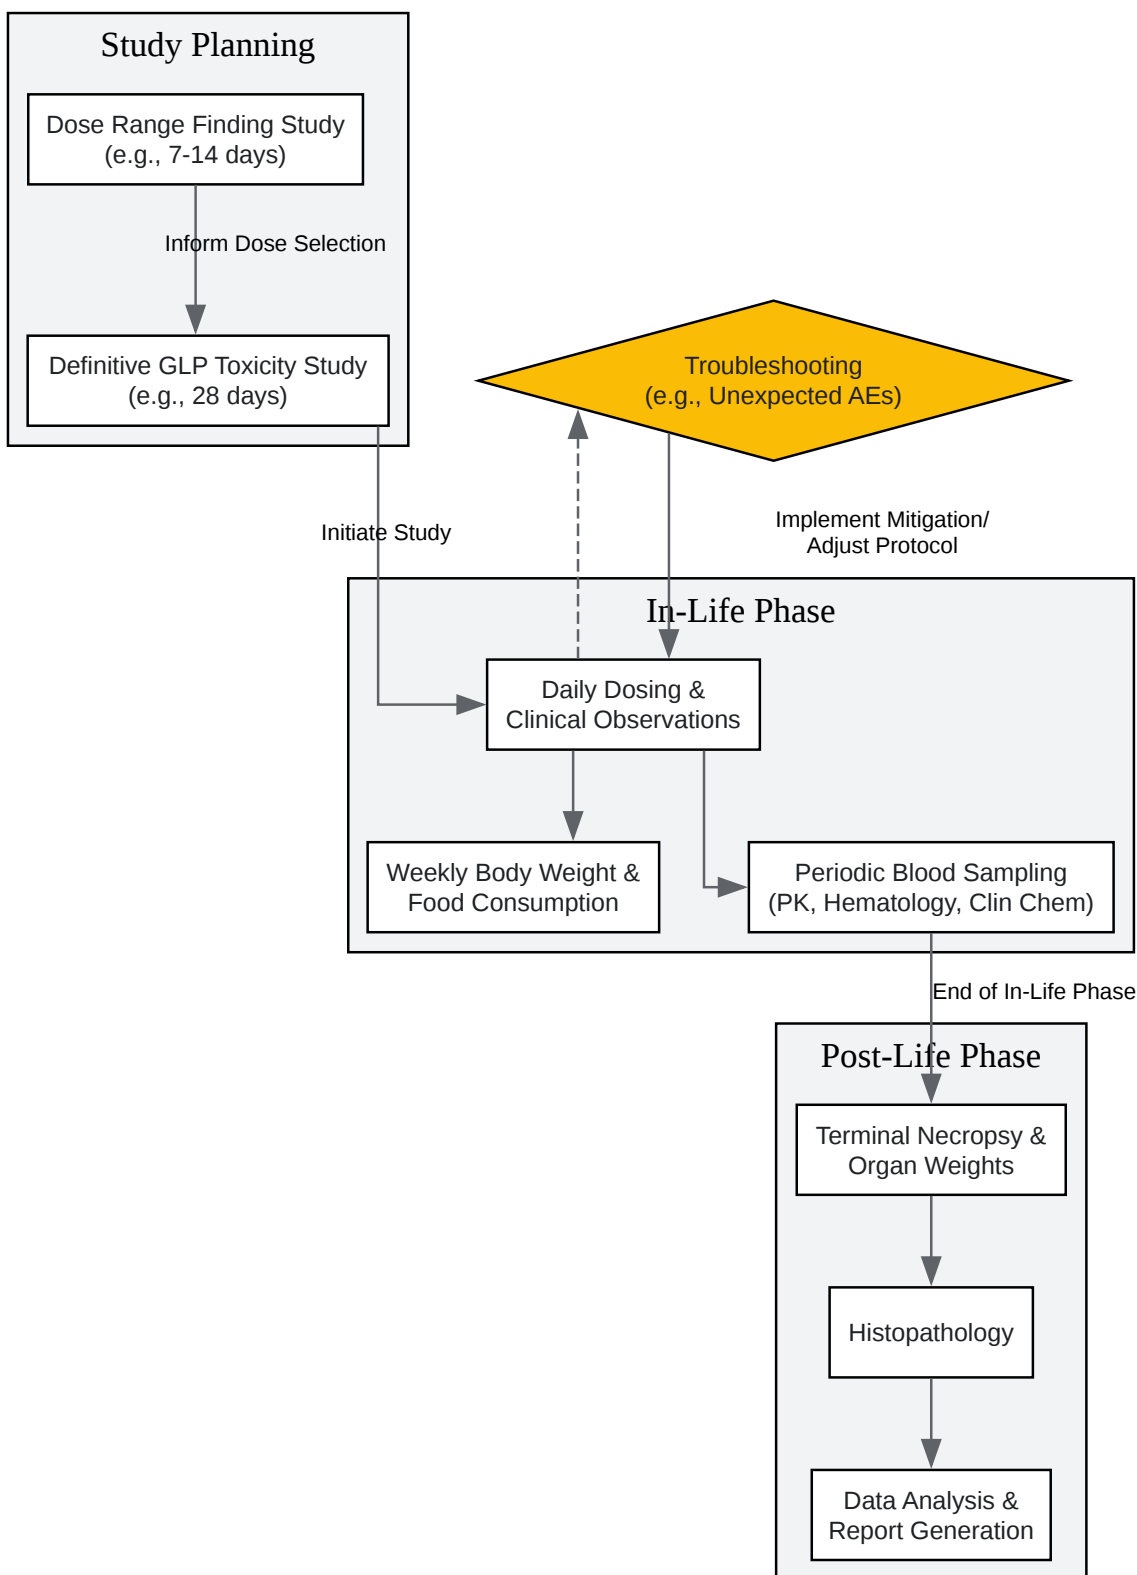 Study Planning
Dose Range Finding Study
(e.g., 7-14 days)
Inform Dose Selection
Definitive GLP Toxicity Study
(e.g., 28 days)
Troubleshooting
(e.g., Unexpected AEs)
Initiate Study
Implement Mitigation/
Adjust Protocol
In-Life Phase
Daily Dosing &
Clinical Observations
Weekly Body Weight &
Food Consumption
Periodic Blood Sampling
(PK, Hematology, Clin Chem)
End of In-Life Phase
Post-Life Phase
Terminal Necropsy &
Organ Weights
Histopathology
Data Analysis &
Report Generation